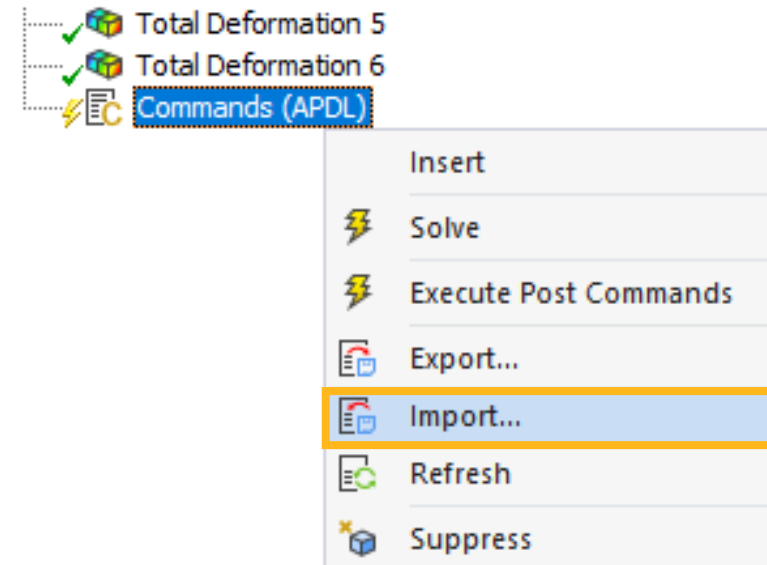 Total Deformation 5
Total Deformation 6
Commands (APDL)
Insert
Solve
Execute Post Commands
Export...
Import...
Refresh
Suppress